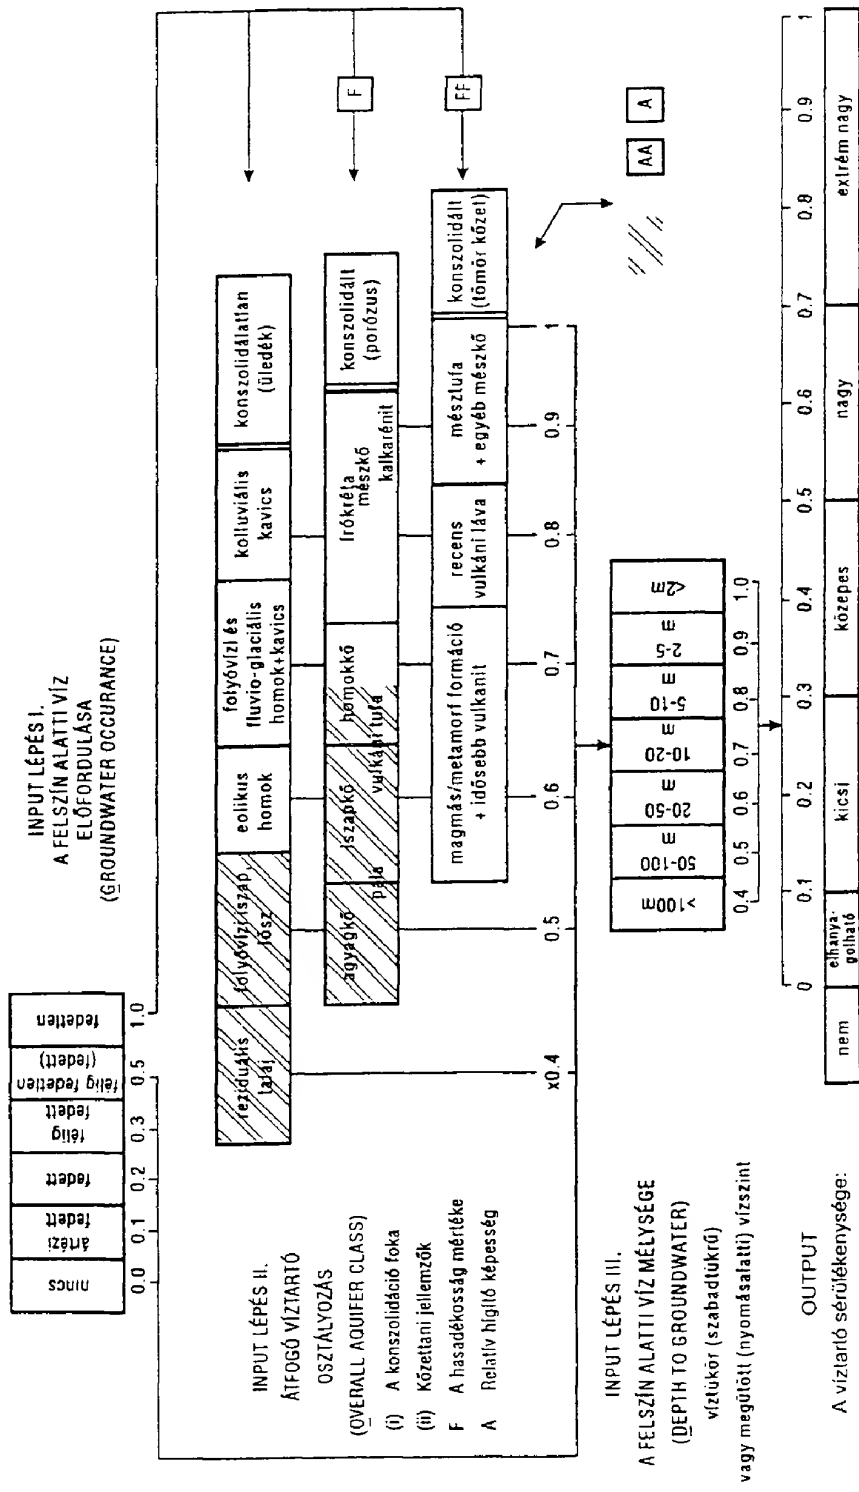 INPUT LÉPÉS I.
A FELSZÍN ALATTI VÍZ
ELŐFORDULÁSA
(GROUNDWATER OCCURANCE)
nincs
ártézi
fedett
fedett
félig
fedett
félig fedetlen
(fedett)
fedetlen
0.0
0.1
0.2
0.3
0.5
1.0
INPUT LÉPÉS II.
ÁTFOGÓ VÍZTARTÓ
OSZTÁLYOZÁS
(OVERALL AQUIFER CLASS)
(i) A konszolidáció foka
(ii) Kőzettani jellemzők
F A hasadékosság mértéke
A Relatív hígító képesség
reziduális
talaj
folyóvízi iszap,
lösz
eolikus
homok
folyóvízi és
fluvio-glaciális
homok+kavics
kolluviális
kavics
konszolidálatlan
(üledék)
agyagkő
pala
iszapkő
vulkáni tufa
homokkő
írókréta
mészkő
kalkarénit
konszolidált
(porózus)
F
magmás/metamorf formáció
+ idősebb vulkanit
recens
vulkáni láva
mésztufa
+ egyéb mészkő
konszolidált
(tömör kőzet)
FF
x0.4
0.5
0.6
0.7
0.8
0.9
1
AA
A
INPUT LÉPÉS III.
A FELSZÍN ALATTI VÍZ MÉLYSÉGE
(DEPTH TO GROUNDWATER)
víztükör (szabadtükrű)
vagy megütött (nyomásalatti) vízszint
>100m
50-100
m
20-50
m
10-20
m
5-10
m
2-5
m
<2m
0.4
0.5
0.6
0.7
0.8
0.9
1.0
OUTPUT
A víztartó sérülékenysége:
0
0.1
0.2
0.3
0.4
0.5
0.6
0.7
0.8
0.9
1
nem
elhanya-
golható
kicsi
közepes
nagy
extrém nagy